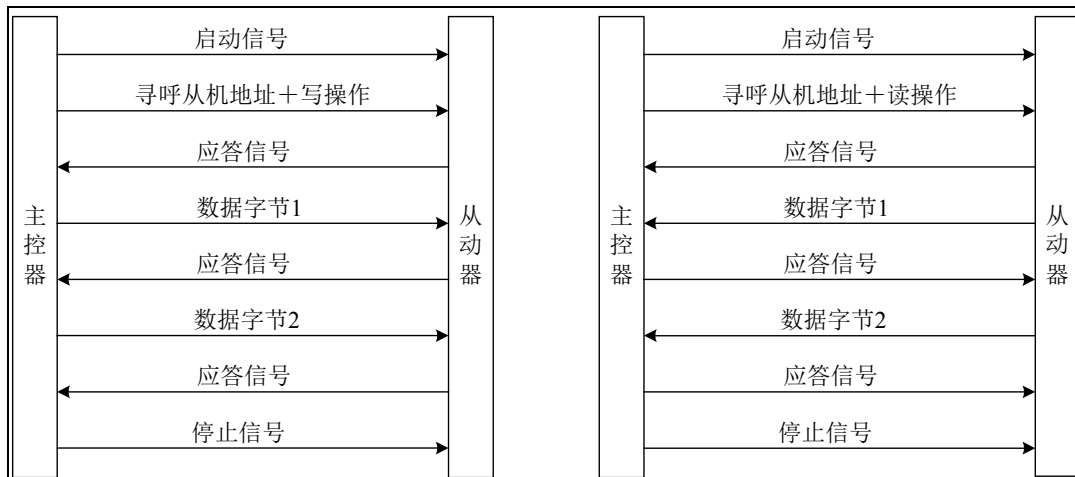 启动信号
寻呼从机地址＋写操作
应答信号
数据字节1
应答信号
数据字节2
应答信号
停止信号
主控器
从动器
启动信号
寻呼从机地址＋读操作
应答信号
数据字节1
应答信号
数据字节2
应答信号
停止信号
主控器
从动器